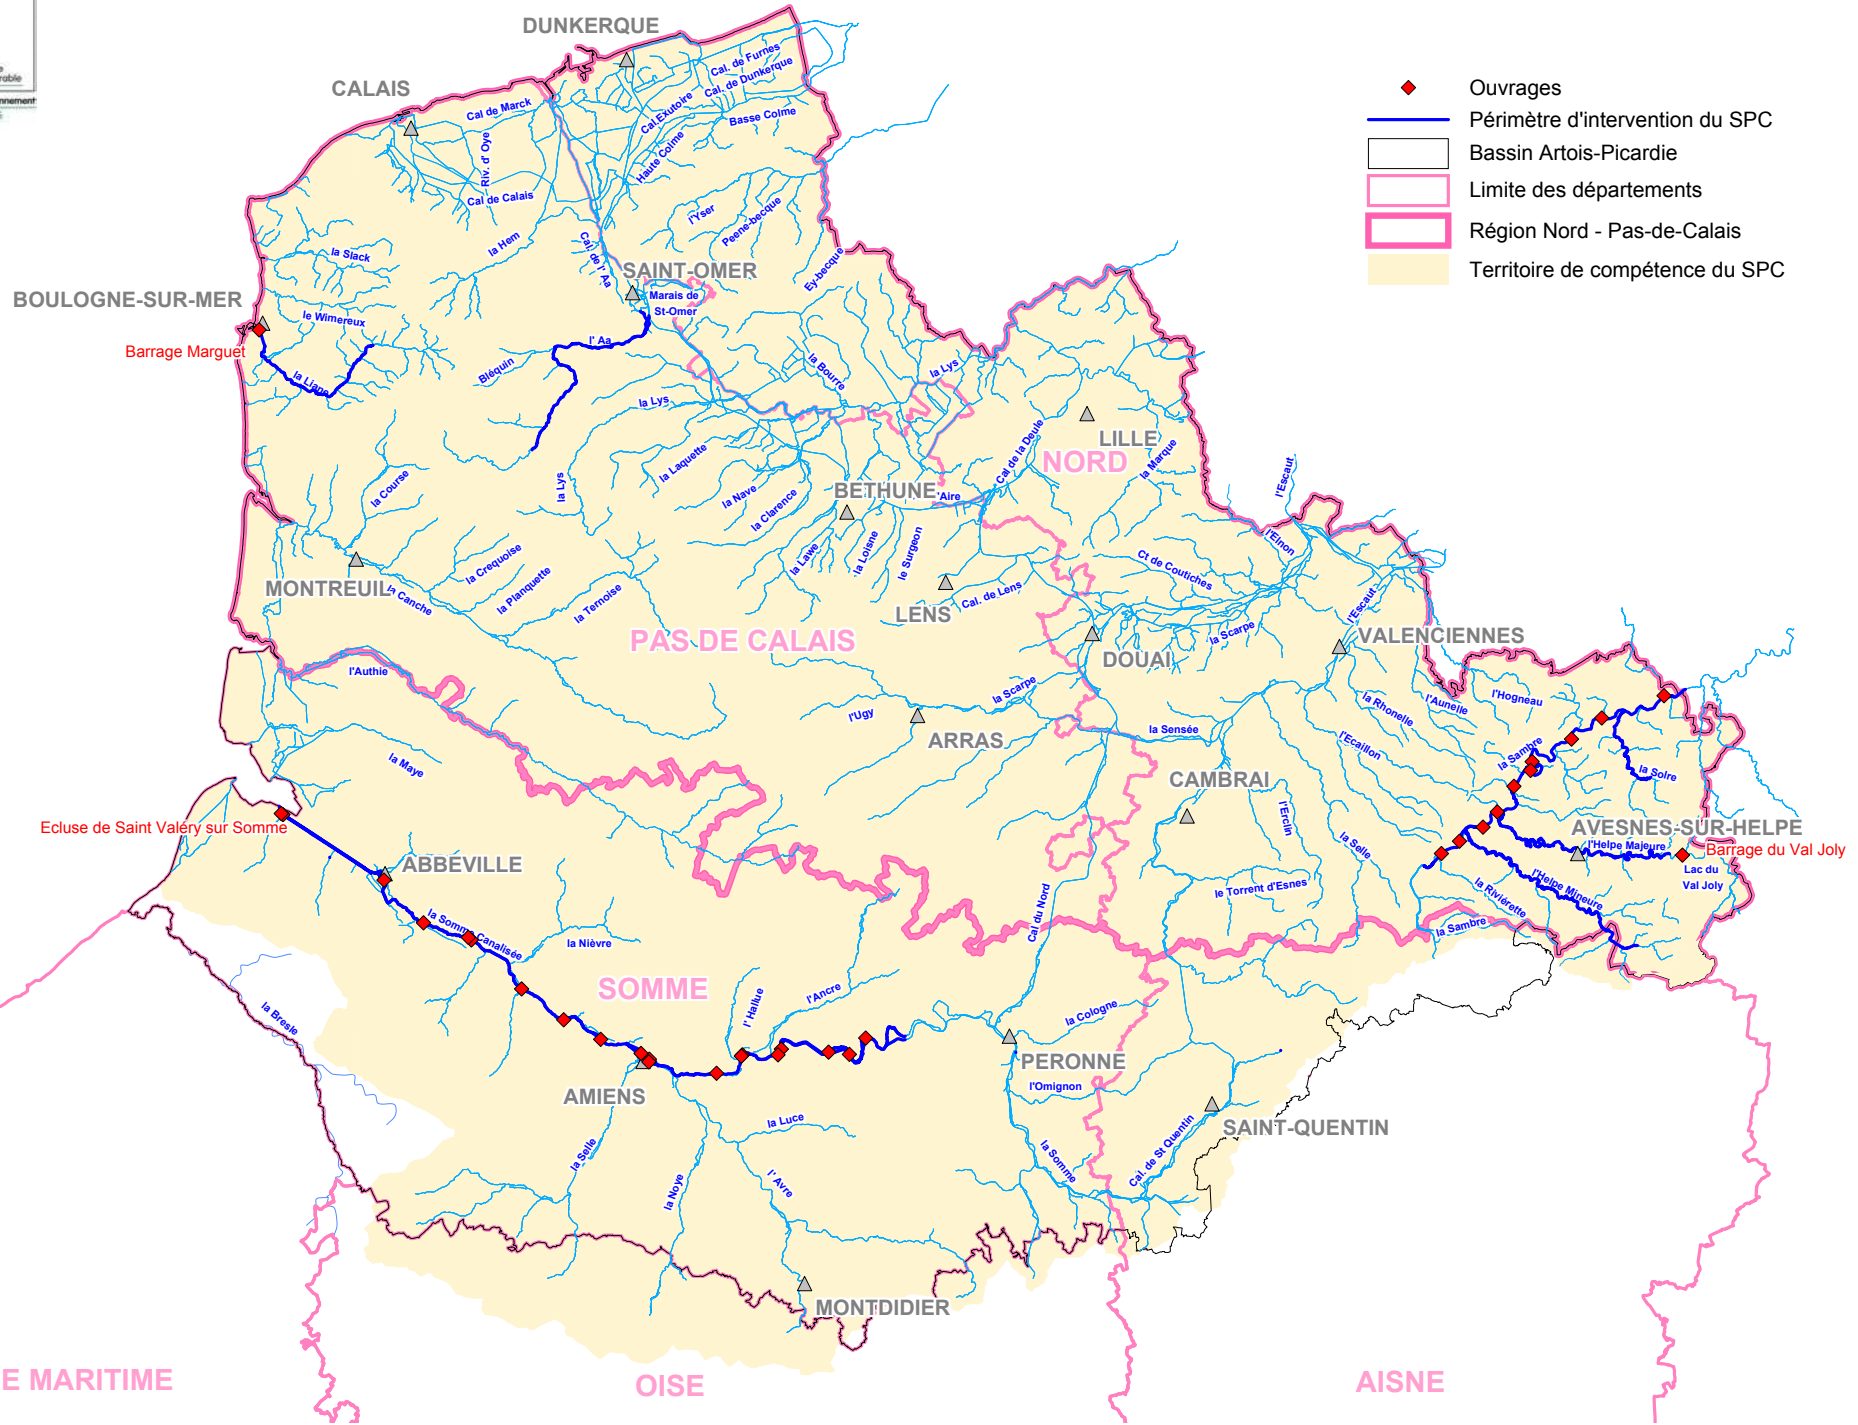 rable
nnement
DUNKERQUE
CALAIS
Cal. de Furnes
Cal. de Dunkerque
Cal de Marck
Cal.Exutoire
Basse Colme
Riv. d' Oye
Haute Colme
Cal de Calais
l'Yser
Peene-becque
la Hem
Cal. de l' Aa
la Slack
Ey-becque
SAINT-OMER
Marais de
St-Omer
BOULOGNE-SUR-MER
le Wimereux
Barrage Marguet
l' Aa
la Liane
Bléquin
la Bourre
la Lys
la Lys
LILLE
NORD
la Marque
Cal de la Deule
la Laquette
la Course
la Lys
la Nave
la Clarence
BETHUNE
'Aire
l'Escaut
l'Elnon
la Lawe
la Loisne
le Surgeon
Ct de Coutiches
la Crequoise
la Planquette
la Ternoise
MONTREUIL
la Canche
LENS
Cal. de Lens
l'Escaut
la Scarpe
VALENCIENNES
PAS DE CALAIS
DOUAI
l'Authie
la Scarpe
l'Ugy
ARRAS
la Sensée
la Rhonelle
l'Aunelle
l'Hogneau
l'Ecaillon
la Sambre
la Solre
la Maye
CAMBRAI
l'Erclin
la Selle
AVESNES-SUR-HELPE
l'Helpe Majeure
Barrage du Val Joly
Lac du
Val Joly
Ecluse de Saint Valéry sur Somme
ABBEVILLE
le Torrent d'Esnes
la Riviérette
l'Helpe Mineure
la Sambre
la Somme Canalisée
la Nièvre
Cal du Nord
SOMME
l' Hallue
l'Ancre
la Cologne
la Bresle
PERONNE
AMIENS
l'Omignon
la Luce
SAINT-QUENTIN
la Selle
la Noye
l' Avre
la Somme
Cal. de St Quentin
MONTDIDIER
E MARITIME
OISE
AISNE
Ouvrages
Périmètre d'intervention du SPC
Bassin Artois-Picardie
Limite des départements
Région Nord - Pas-de-Calais
Territoire de compétence du SPC